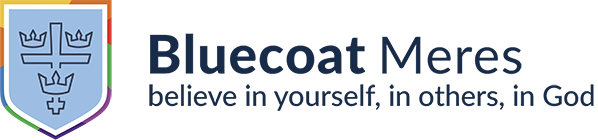 Bluecoat Meres
believe in yourself, in others, in God